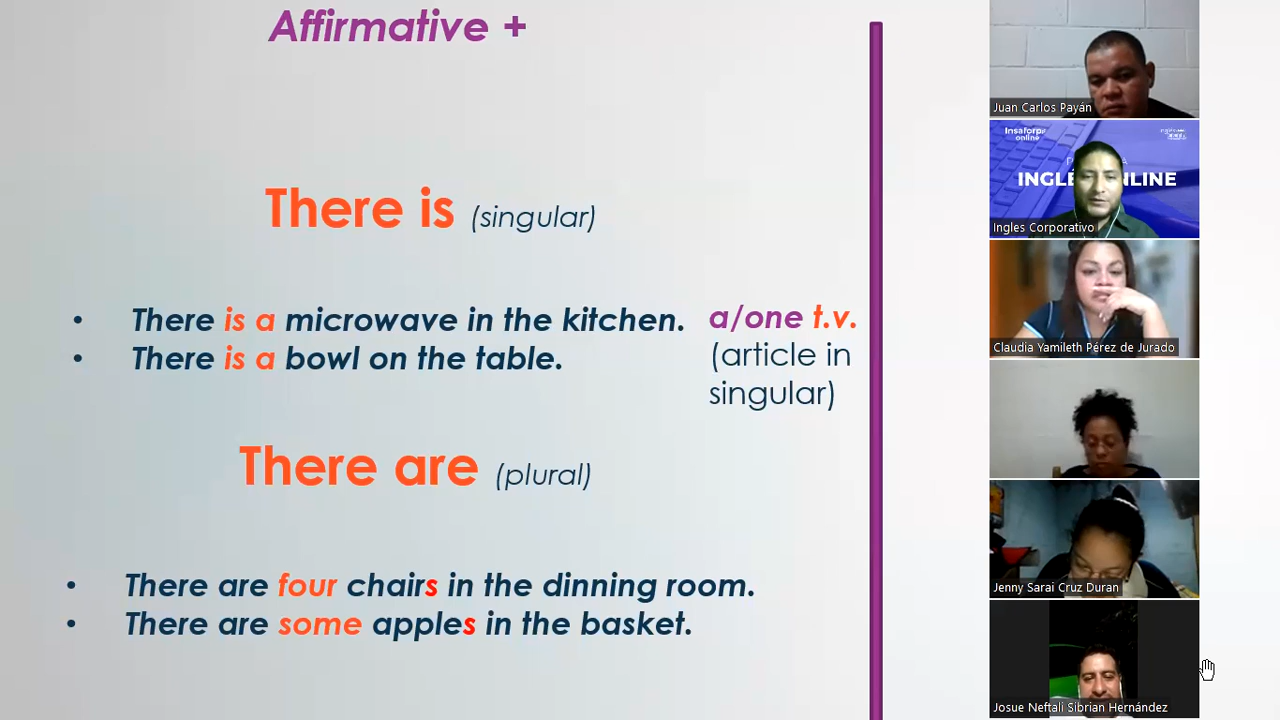 Affirmative +
There is (singular)
• There is a microwave in the kitchen.
• There is a bowl on the table.
a/one t.v.
(article in
singular)
There are (plural)
• There are four chairs in the dinning room.
• There are some apples in the basket.
Juan Carlos Payán
Insaforp
online
INGLÉ NLINE
Ingles Corporativo
Claudia Yamileth Pérez de Jurado
Jenny Sarai Cruz Duran
Josue Neftali Sibrian Hernández